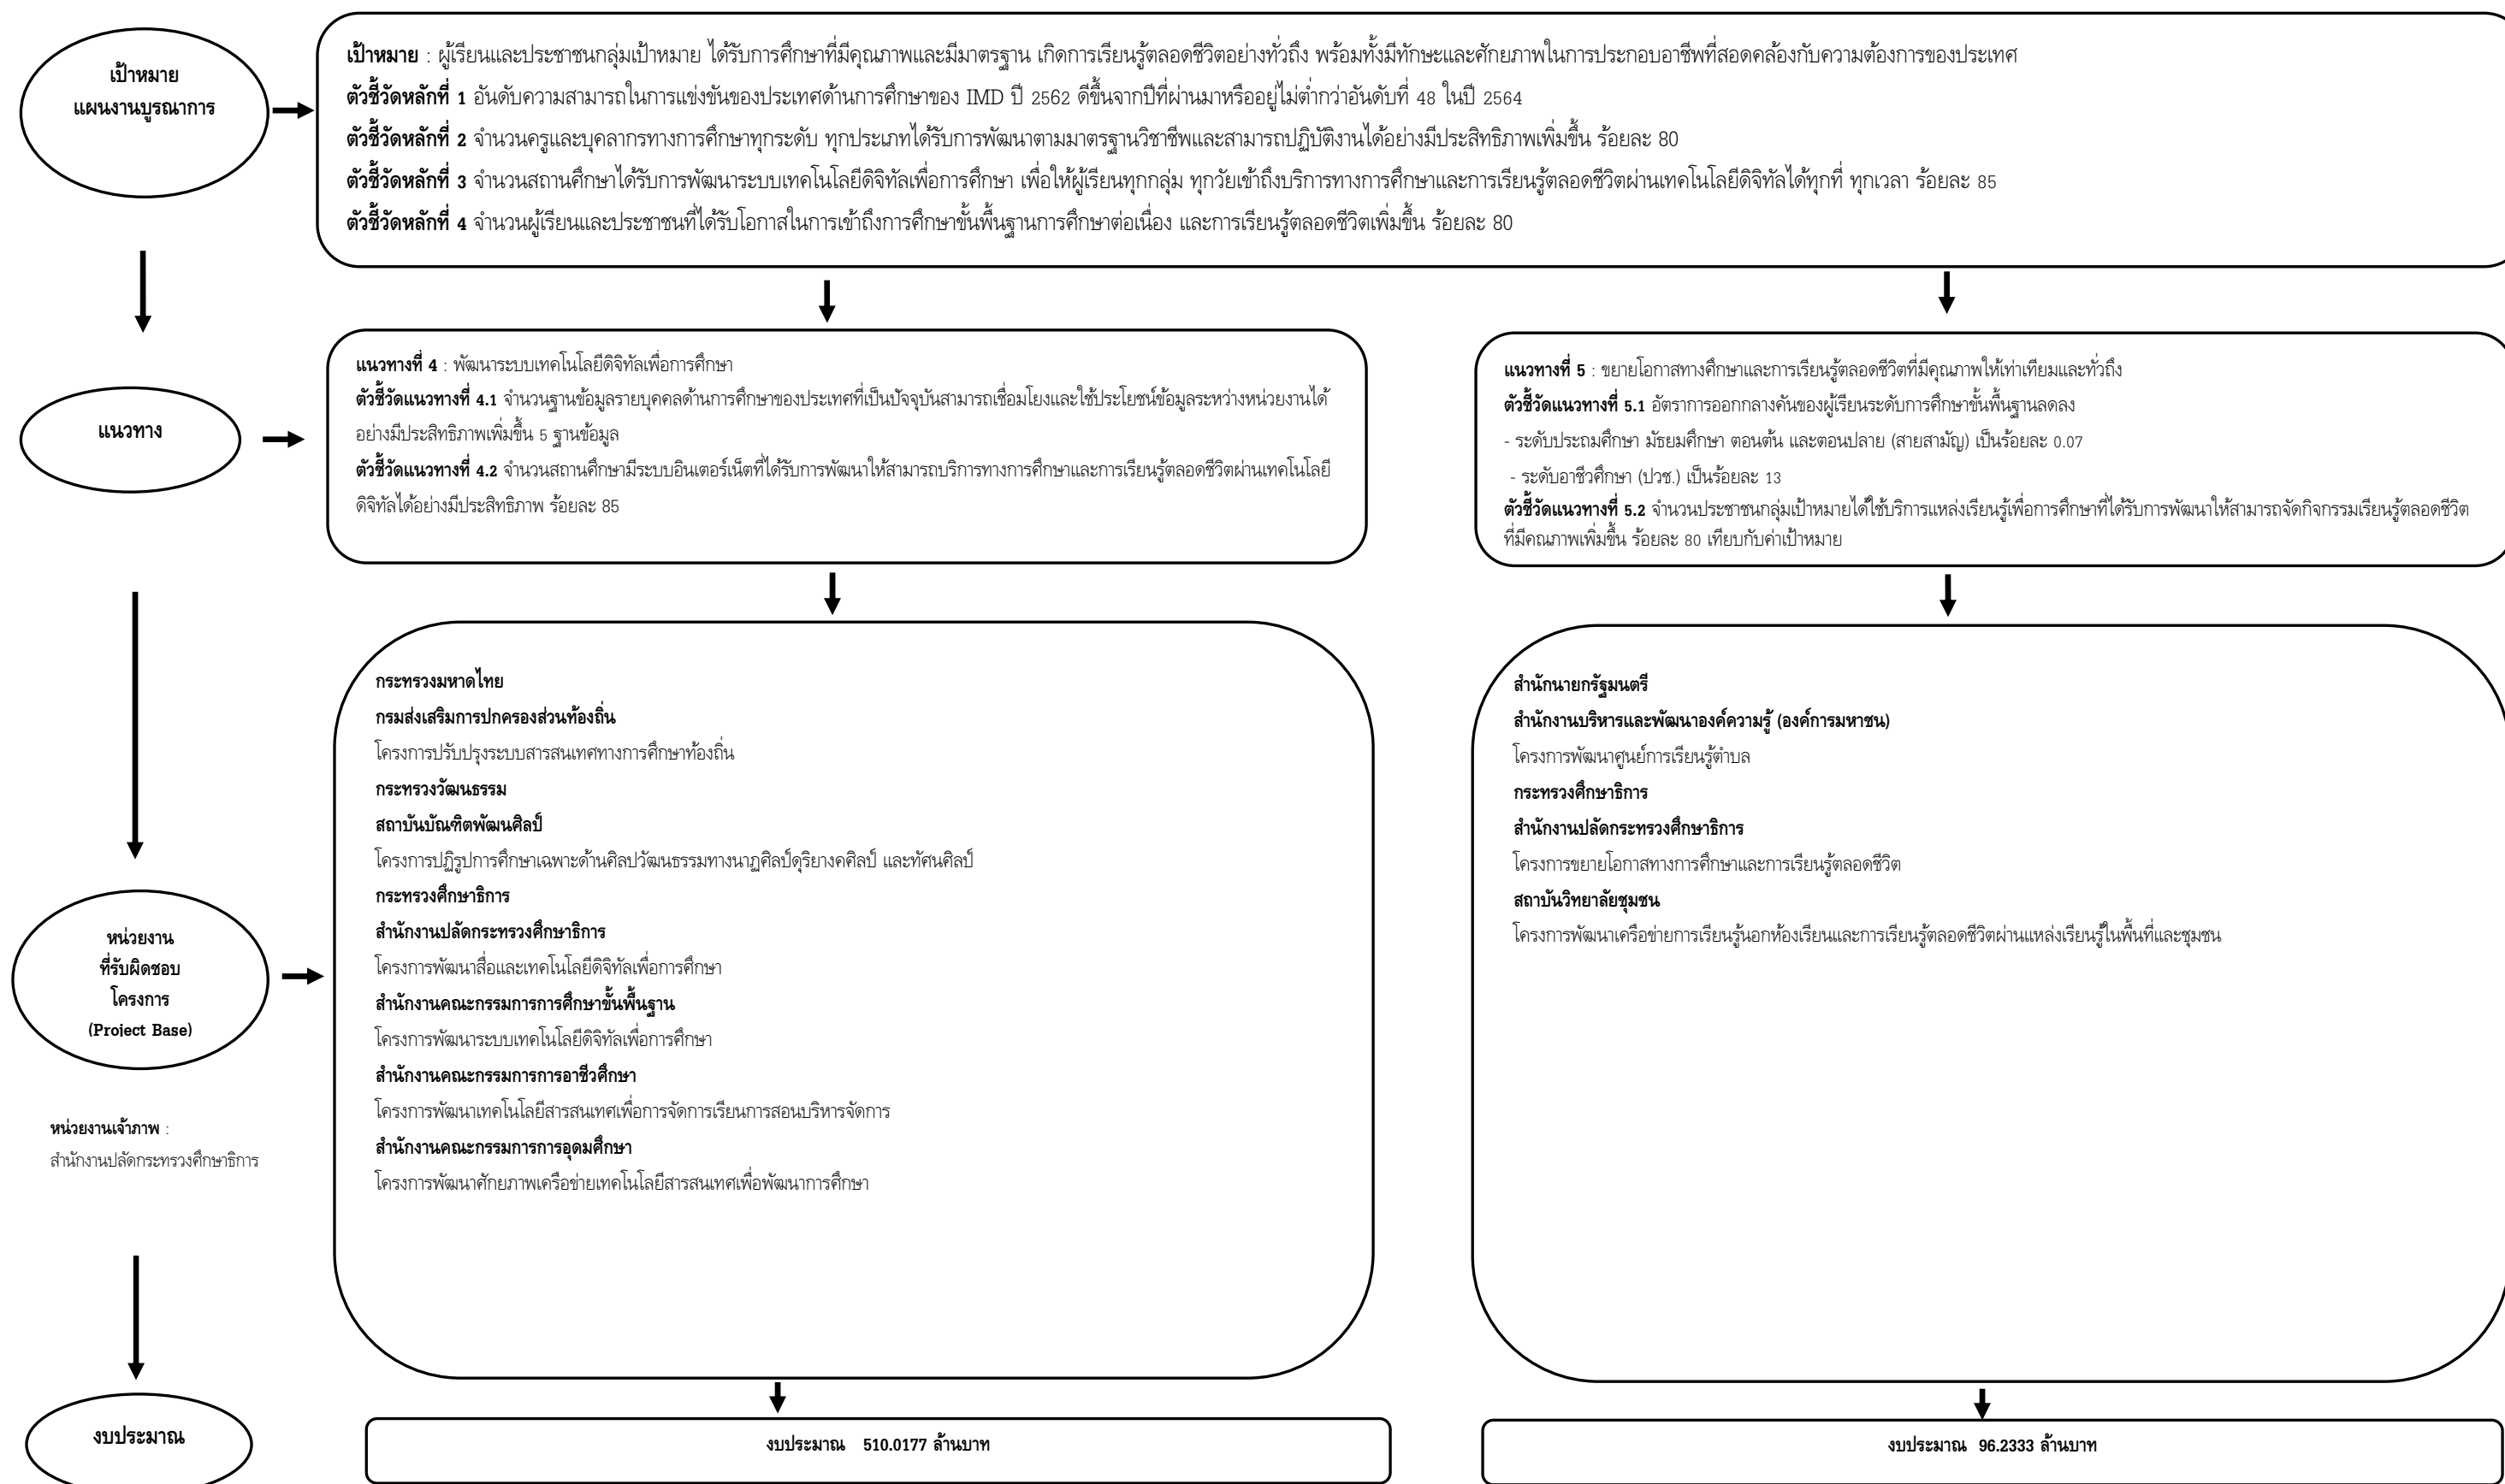 เป้าหมาย
แผนงานบูรณาการ
เป้าหมาย : ผู้เรียนและประชาชนกลุ่มเป้าหมาย ได้รับการศึกษาที่มีคุณภาพและมีมาตรฐาน เกิดการเรียนรู้ตลอดชีวิตอย่างทั่วถึง พร้อมทั้งมีทักษะและศักยภาพในการประกอบอาชีพที่สอดคล้องกับความต้องการของประเทศ
ตัวชี้วัดหลักที่ 1 อันดับความสามารถในการแข่งขันของประเทศด้านการศึกษาของ IMD ปี 2562 ดีขึ้นจากปีที่ผ่านมาหรืออยู่ไม่ต่ำกว่าอันดับที่ 48 ในปี 2564
ตัวชี้วัดหลักที่ 2 จำนวนครูและบุคลากรทางการศึกษาทุกระดับ ทุกประเภทได้รับการพัฒนาตามมาตรฐานวิชาชีพและสามารถปฏิบัติงานได้อย่างมีประสิทธิภาพเพิ่มขึ้น ร้อยละ 80
ตัวชี้วัดหลักที่ 3 จำนวนสถานศึกษาได้รับการพัฒนาระบบเทคโนโลยีดิจิทัลเพื่อการศึกษา เพื่อให้ผู้เรียนทุกกลุ่ม ทุกวัยเข้าถึงบริการทางการศึกษาและการเรียนรู้ตลอดชีวิตผ่านเทคโนโลยีดิจิทัลได้ทุกที่ ทุกเวลา ร้อยละ 85
ตัวชี้วัดหลักที่ 4 จำนวนผู้เรียนและประชาชนที่ได้รับโอกาสในการเข้าถึงการศึกษาขั้นพื้นฐานการศึกษาต่อเนื่อง และการเรียนรู้ตลอดชีวิตเพิ่มขึ้น ร้อยละ 80
แนวทาง
แนวทางที่ 4 : พัฒนาระบบเทคโนโลยีดิจิทัลเพื่อการศึกษา
ตัวชี้วัดแนวทางที่ 4.1 จำนวนฐานข้อมูลรายบุคคลด้านการศึกษาของประเทศที่เป็นปัจจุบันสามารถเชื่อมโยงและใช้ประโยชน์ข้อมูลระหว่างหน่วยงานได้
อย่างมีประสิทธิภาพเพิ่มขึ้น 5 ฐานข้อมูล
ตัวชี้วัดแนวทางที่ 4.2 จำนวนสถานศึกษามีระบบอินเตอร์เน็ตที่ได้รับการพัฒนาให้สามารถบริการทางการศึกษาและการเรียนรู้ตลอดชีวิตผ่านเทคโนโลยี
ดิจิทัลได้อย่างมีประสิทธิภาพ ร้อยละ 85
แนวทางที่ 5 : ขยายโอกาสทางศึกษาและการเรียนรู้ตลอดชีวิตที่มีคุณภาพให้เท่าเทียมและทั่วถึง
ตัวชี้วัดแนวทางที่ 5.1 อัตราการออกกลางคันของผู้เรียนระดับการศึกษาขั้นพื้นฐานลดลง
- ระดับประถมศึกษา มัธยมศึกษา ตอนต้น และตอนปลาย (สายสามัญ) เป็นร้อยละ 0.07
- ระดับอาชีวศึกษา (ปวช.) เป็นร้อยละ 13
ตัวชี้วัดแนวทางที่ 5.2 จำนวนประชาชนกลุ่มเป้าหมายได้ใช้บริการแหล่งเรียนรู้เพื่อการศึกษาที่ได้รับการพัฒนาให้สามารถจัดกิจกรรมเรียนรู้ตลอดชีวิต
ที่มีคุณภาพเพิ่มขึ้น ร้อยละ 80 เทียบกับค่าเป้าหมาย
หน่วยงาน
ที่รับผิดชอบ
โครงการ
(Project Base)
หน่วยงานเจ้าภาพ :
สำนักงานปลัดกระทรวงศึกษาธิการ
กระทรวงมหาดไทย
กรมส่งเสริมการปกครองส่วนท้องถิ่น
โครงการปรับปรุงระบบสารสนเทศทางการศึกษาท้องถิ่น
กระทรวงวัฒนธรรม
สถาบันบัณฑิตพัฒนศิลป์
โครงการปฏิรูปการศึกษาเฉพาะด้านศิลปวัฒนธรรมทางนาฏศิลป์ดุริยางคศิลป์ และทัศนศิลป์
กระทรวงศึกษาธิการ
สำนักงานปลัดกระทรวงศึกษาธิการ
โครงการพัฒนาสื่อและเทคโนโลยีดิจิทัลเพื่อการศึกษา
สำนักงานคณะกรรมการการศึกษาขั้นพื้นฐาน
โครงการพัฒนาระบบเทคโนโลยีดิจิทัลเพื่อการศึกษา
สำนักงานคณะกรรมการการอาชีวศึกษา
โครงการพัฒนาเทคโนโลยีสารสนเทศเพื่อการจัดการเรียนการสอนบริหารจัดการ
สำนักงานคณะกรรมการการอุดมศึกษา
โครงการพัฒนาศักยภาพเครือข่ายเทคโนโลยีสารสนเทศเพื่อพัฒนาการศึกษา
สำนักนายกรัฐมนตรี
สำนักงานบริหารและพัฒนาองค์ความรู้ (องค์การมหาชน)
โครงการพัฒนาศูนย์การเรียนรู้ตำบล
กระทรวงศึกษาธิการ
สำนักงานปลัดกระทรวงศึกษาธิการ
โครงการขยายโอกาสทางการศึกษาและการเรียนรู้ตลอดชีวิต
สถาบันวิทยาลัยชุมชน
โครงการพัฒนาเครือข่ายการเรียนรู้นอกห้องเรียนและการเรียนรู้ตลอดชีวิตผ่านแหล่งเรียนรู้ในพื้นที่และชุมชน
งบประมาณ
งบประมาณ 510.0177 ล้านบาท
งบประมาณ 96.2333 ล้านบาท